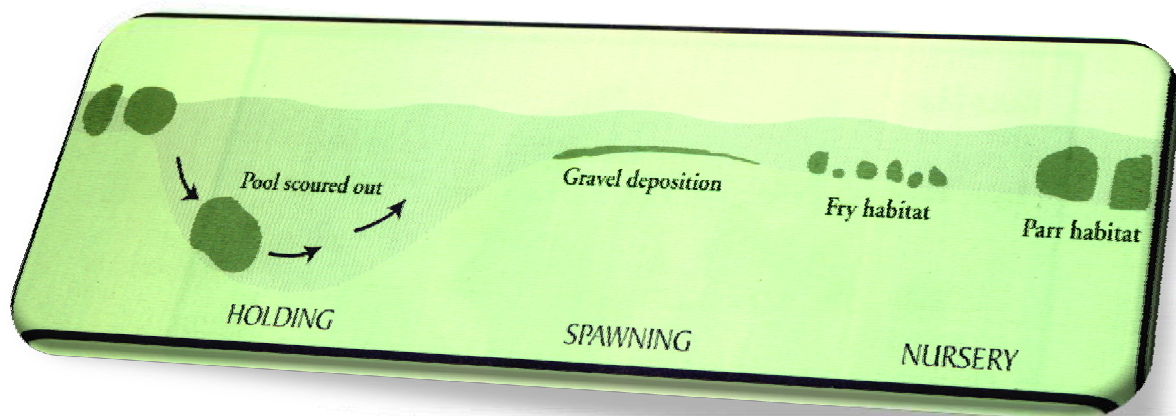 Pool scoured out
Gravel deposition
Fry habitat
Parr habitat
HOLDING
SPAWNING
NURSERY